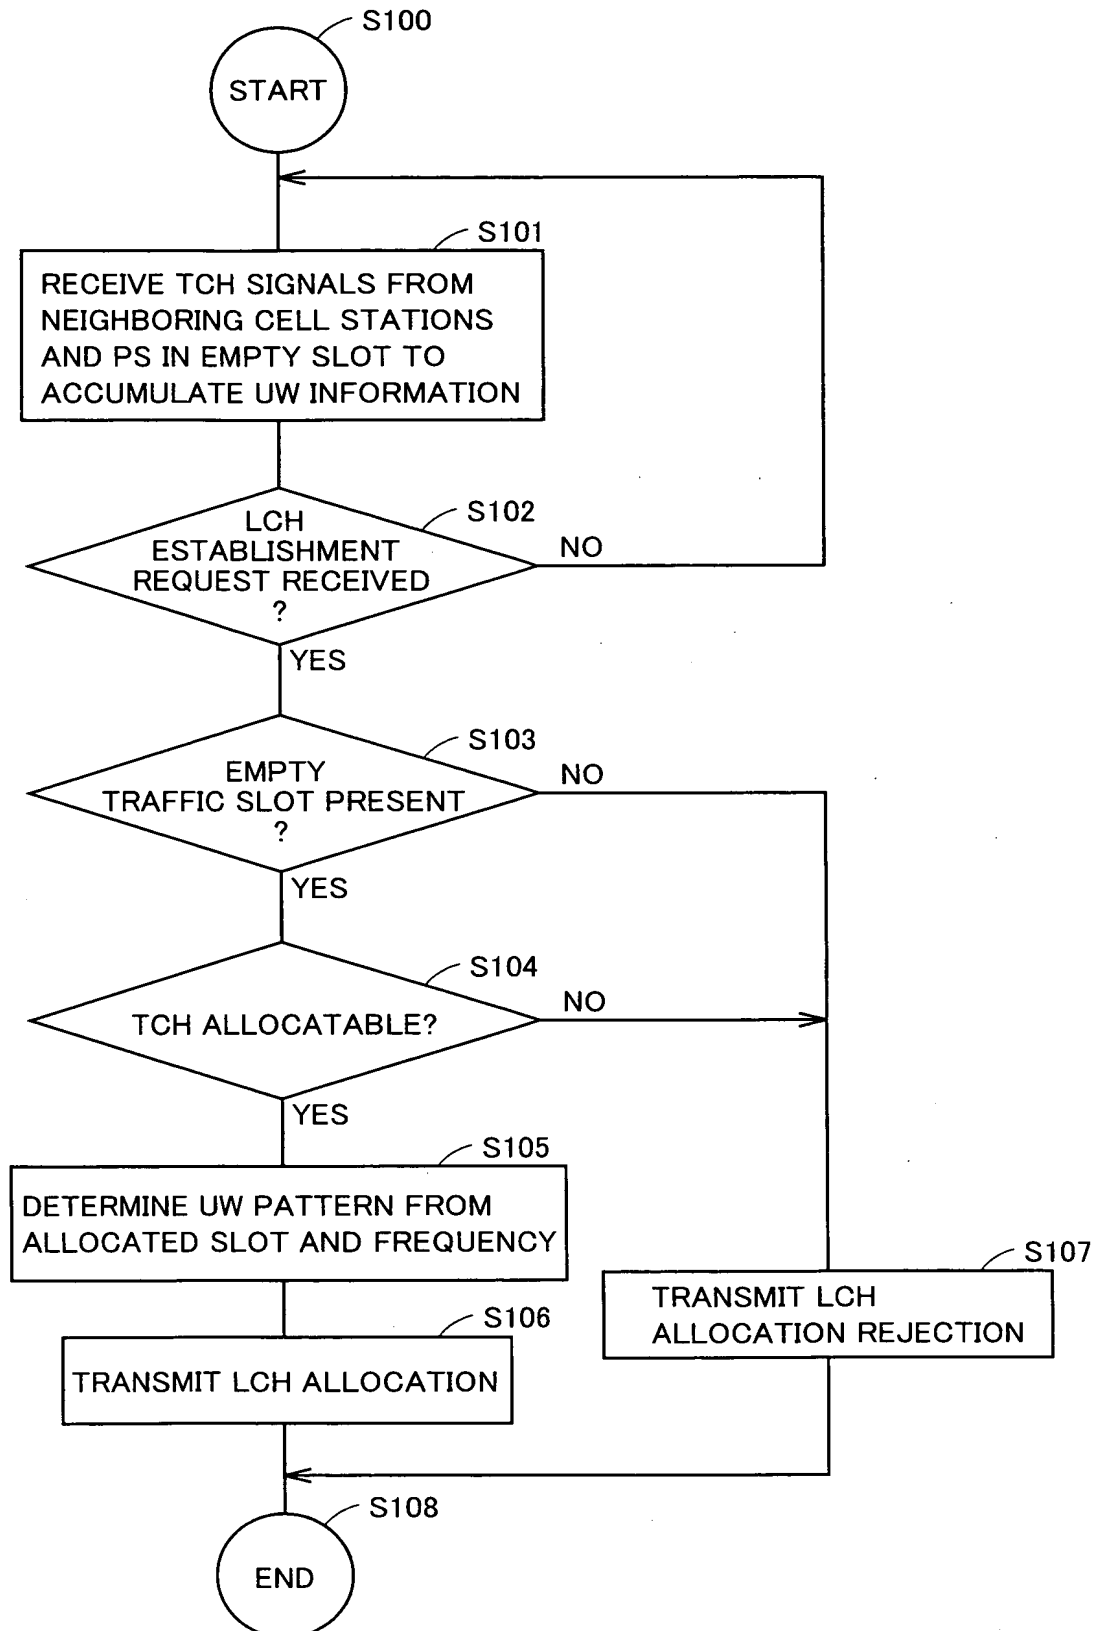 S100
START
S101
RECEIVE TCH SIGNALS FROM
NEIGHBORING CELL STATIONS
AND PS IN EMPTY SLOT TO
ACCUMULATE UW INFORMATION
S102
LCH
ESTABLISHMENT
REQUEST RECEIVED
?
NO
YES
S103
EMPTY
TRAFFIC SLOT PRESENT
?
NO
YES
S104
TCH ALLOCATABLE?
NO
YES
S105
DETERMINE UW PATTERN FROM
ALLOCATED SLOT AND FREQUENCY
S107
TRANSMIT LCH
ALLOCATION REJECTION
S106
TRANSMIT LCH ALLOCATION
S108
END